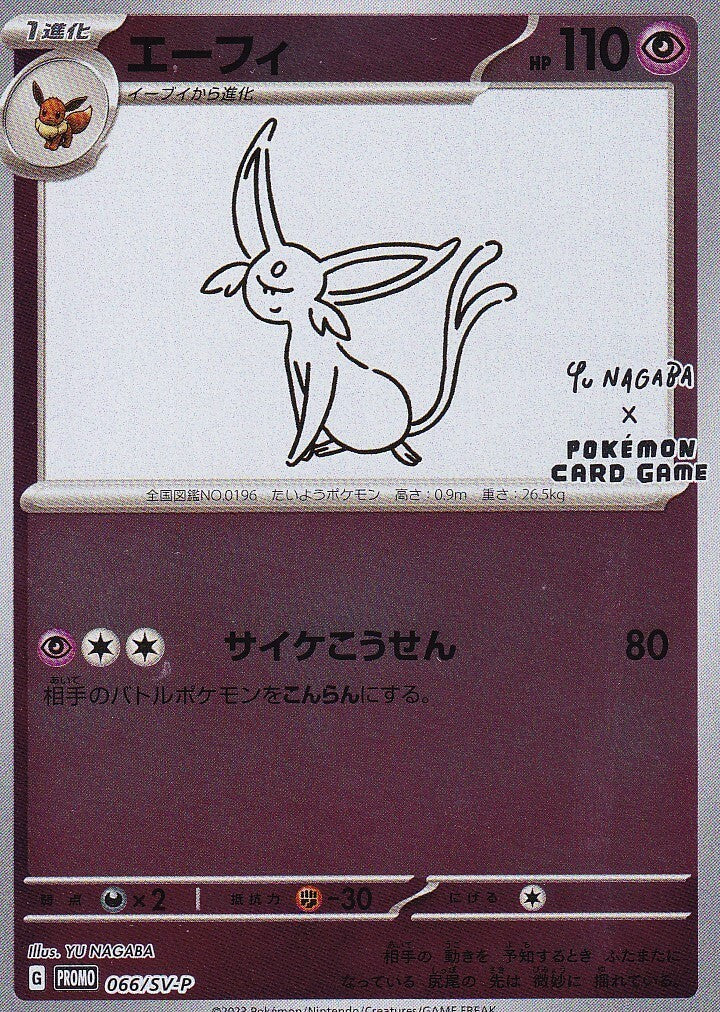 1進化
エーフィ
HP 110
イーブイから進化
Yu NAGABA
×
POKÉMON
CARD GAME
全国図鑑NO.0196 たいようポケモン 高さ:0.9m 重さ:26.5kg
サイケこうせん 80
相手のバトルポケモンをこんらんにする。
弱点 ×2 抵抗力 -30 にげる
Illus. YU NAGABA
相手の 動きを 予知するとき ふたまたに
なっている 尻尾の 先は 微妙に 揺れている。
G PROMO 066/SV-P
©2023 Pokémon/Nintendo/Creatures/GAME FREAK